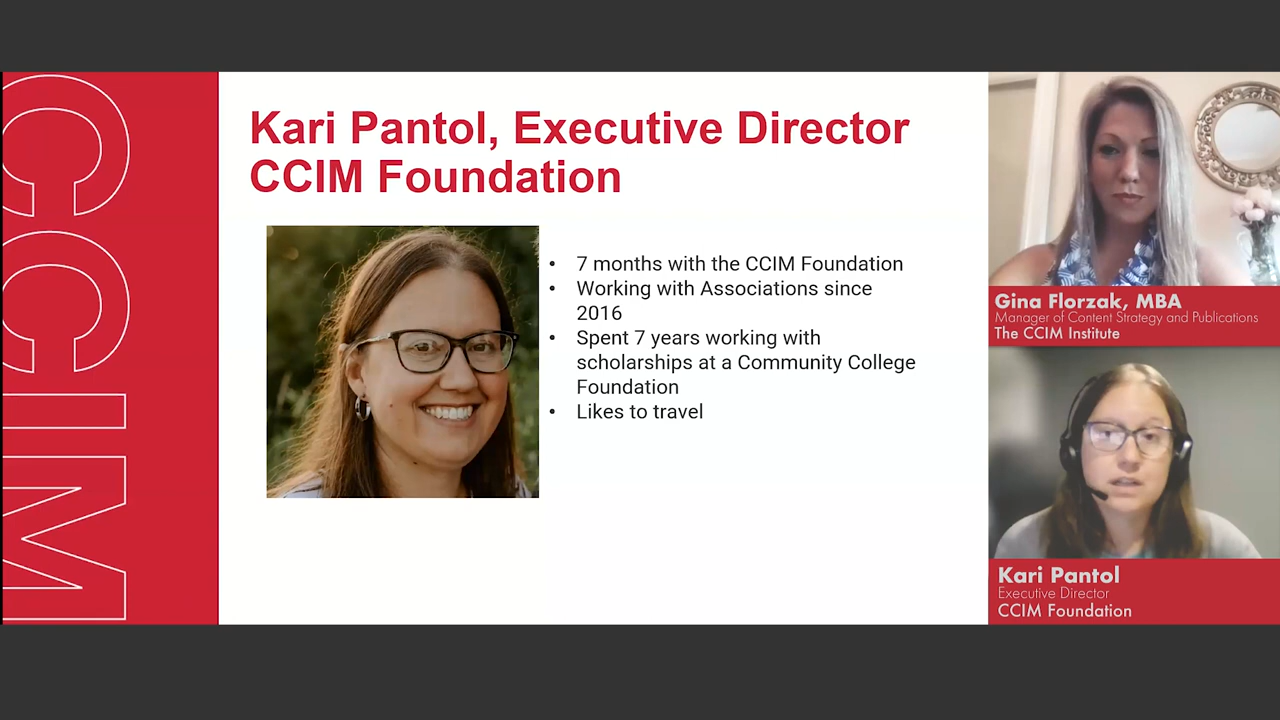 CCIM
Kari Pantol, Executive Director
CCIM Foundation
• 7 months with the CCIM Foundation
• Working with Associations since
2016
• Spent 7 years working with
scholarships at a Community College
Foundation
• Likes to travel
Gina Florzak, MBA
Manager of Content Strategy and Publications
The CCIM Institute
Kari Pantol
Executive Director
CCIM Foundation